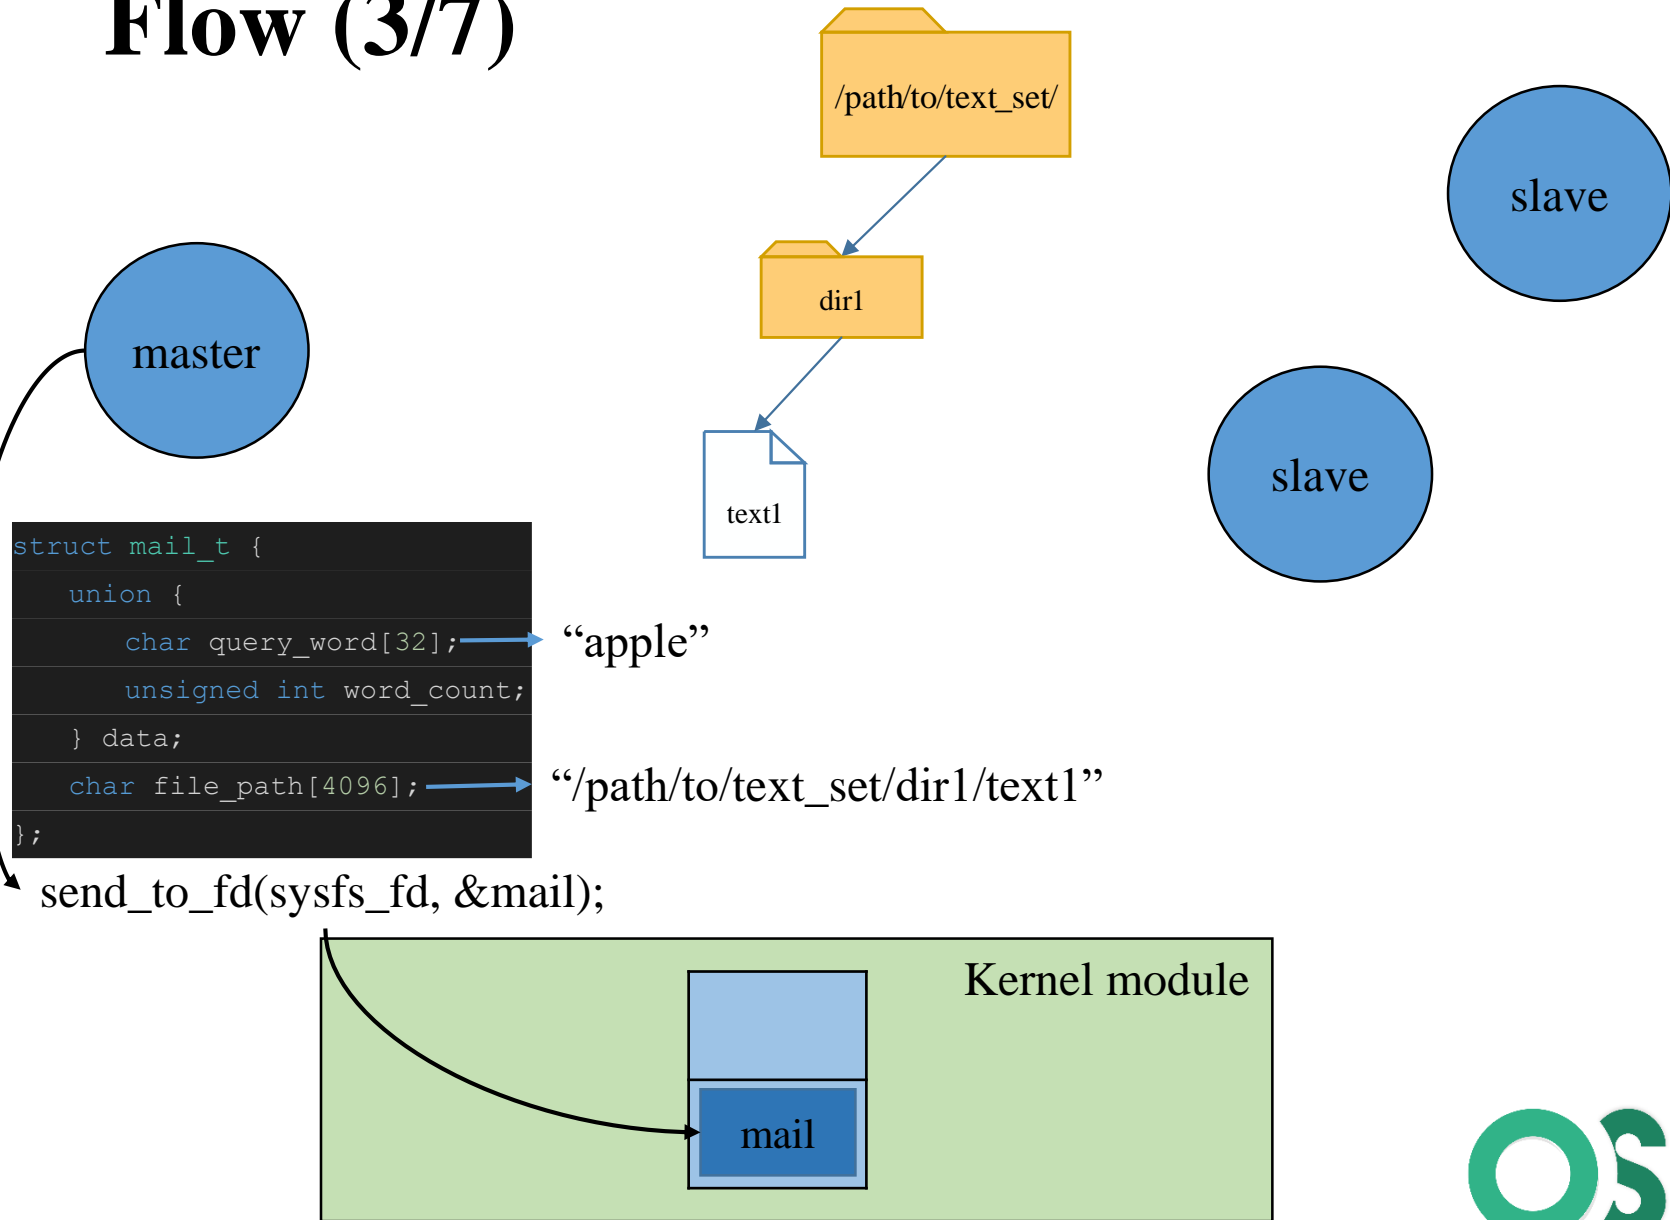 Flow (3/7)
/path/to/text_set/
slave
dir1
master
slave
text1
struct mail_t {
union {
char query_word[32];
“apple”
unsigned int word_count;
} data;
char file_path[4096];
“/path/to/text_set/dir1/text1”
};
send_to_fd(sysfs_fd, &mail);
Kernel module
mail
OS